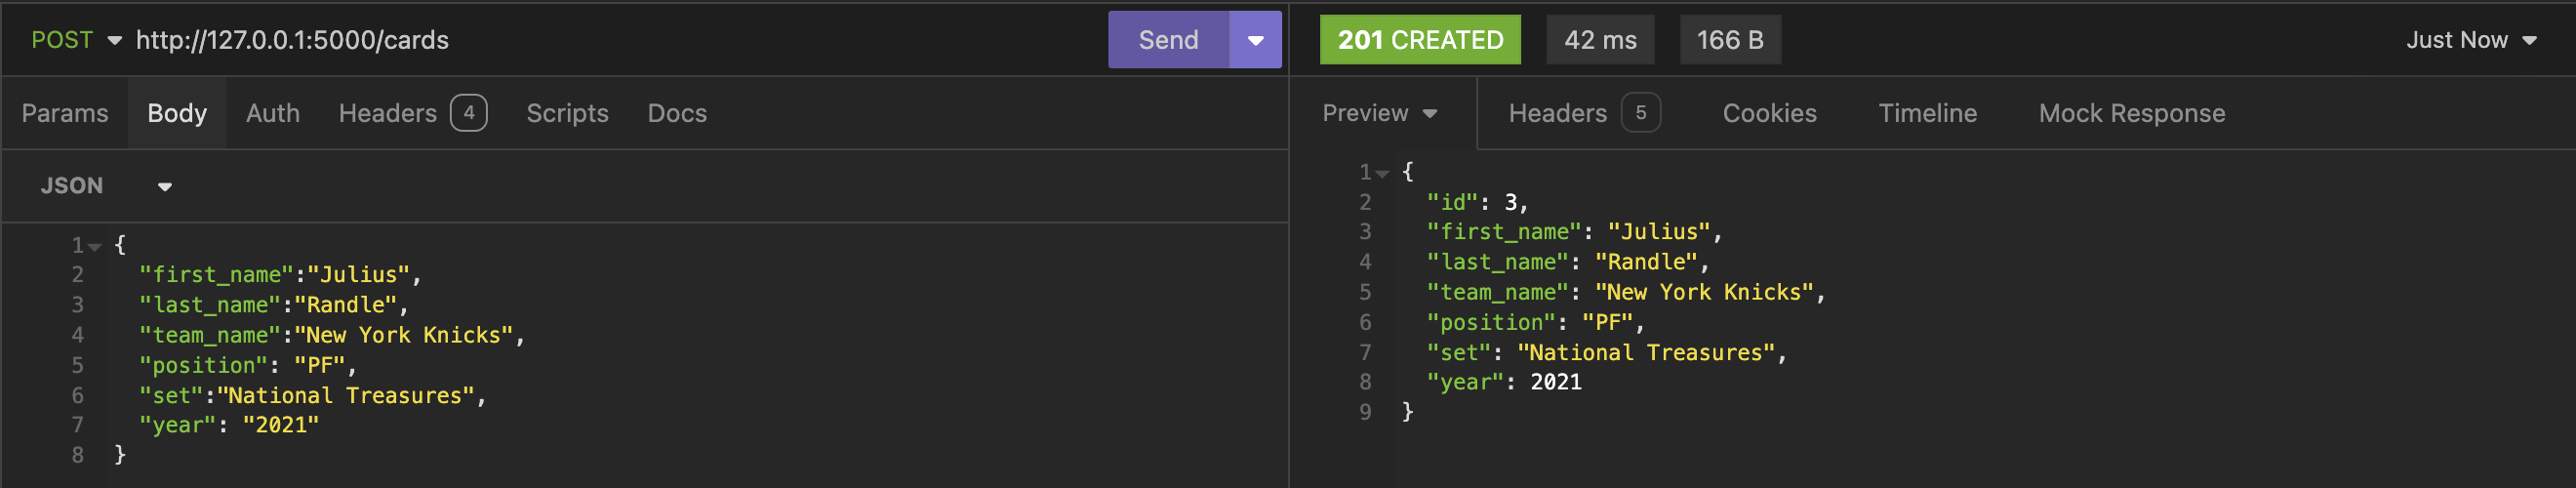 POST http://127.0.0.1:5000/cards Send
Params Body Auth Headers 4 Scripts Docs
JSON
1 {
2 "first_name":"Julius",
3 "last_name":"Randle",
4 "team_name":"New York Knicks",
5 "position": "PF",
6 "set":"National Treasures",
7 "year": "2021"
8 }
201 CREATED 42 ms 166 B Just Now
Preview Headers 5 Cookies Timeline Mock Response
1 {
2 "id": 3,
3 "first_name": "Julius",
4 "last_name": "Randle",
5 "team_name": "New York Knicks",
6 "position": "PF",
7 "set": "National Treasures",
8 "year": 2021
9 }